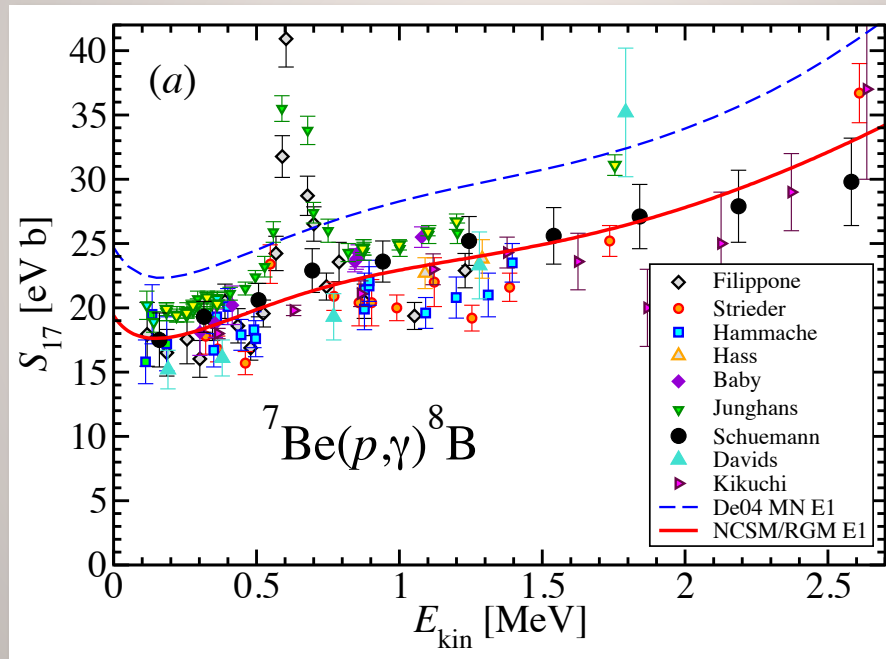 (a)
40
35
30
25
20
15
10
5
0
S17 [eV b]
⁷Be(p,γ)⁸B
Filippone
Strieder
Hammache
Hass
Baby
Junghans
Schuemann
Davids
Kikuchi
De04 MN E1
NCSM/RGM E1
0 0.5 1 1.5 2 2.5
Ekin [MeV]